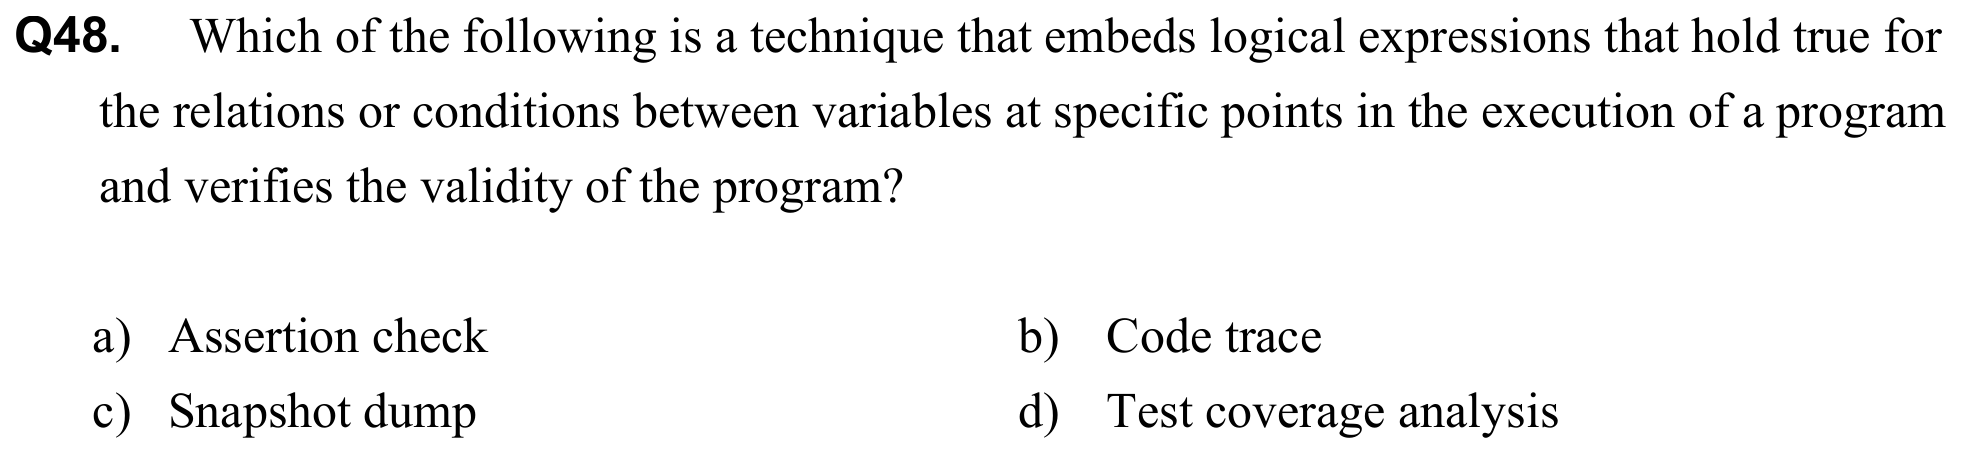 Q48. Which of the following is a technique that embeds logical expressions that hold true for
the relations or conditions between variables at specific points in the execution of a program
and verifies the validity of the program?
a) Assertion check b) Code trace
c) Snapshot dump d) Test coverage analysis